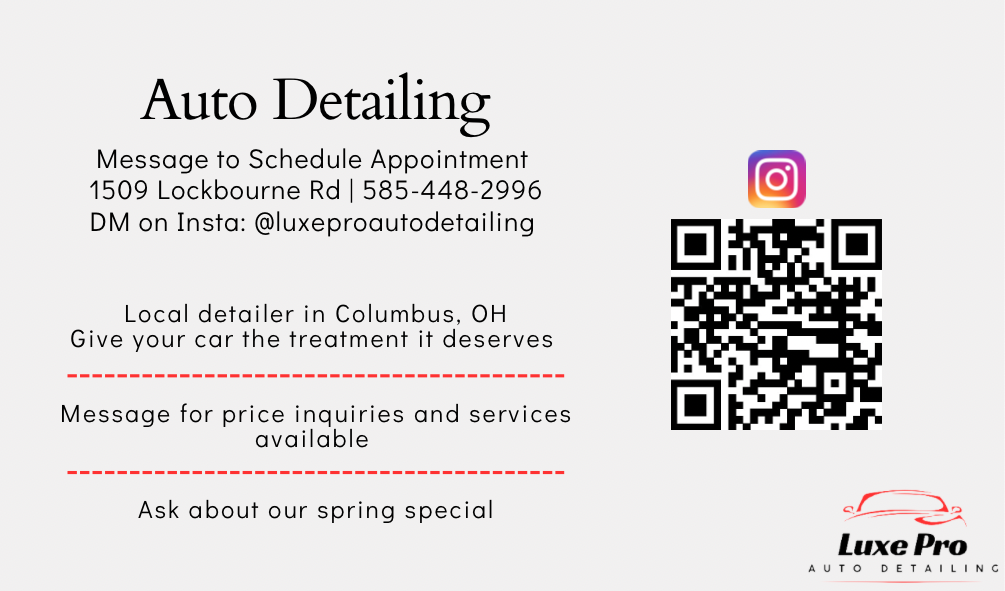 Auto Detailing
Message to Schedule Appointment
1509 Lockbourne Rd | 585-448-2996
DM on Insta: @luxeproautodetailing
Local detailer in Columbus, OH
Give your car the treatment it deserves
Message for price inquiries and services
available
Ask about our spring special
Luxe Pro
AUTO DETAILING